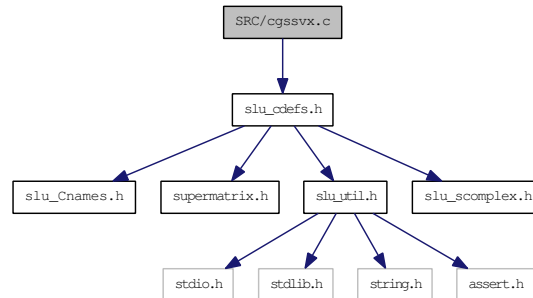 SRC/cgssvx.c
slu_cdefs.h
slu_Cnames.h
supermatrix.h
slu_util.h
slu_scomplex.h
stdio.h
stdlib.h
string.h
assert.h